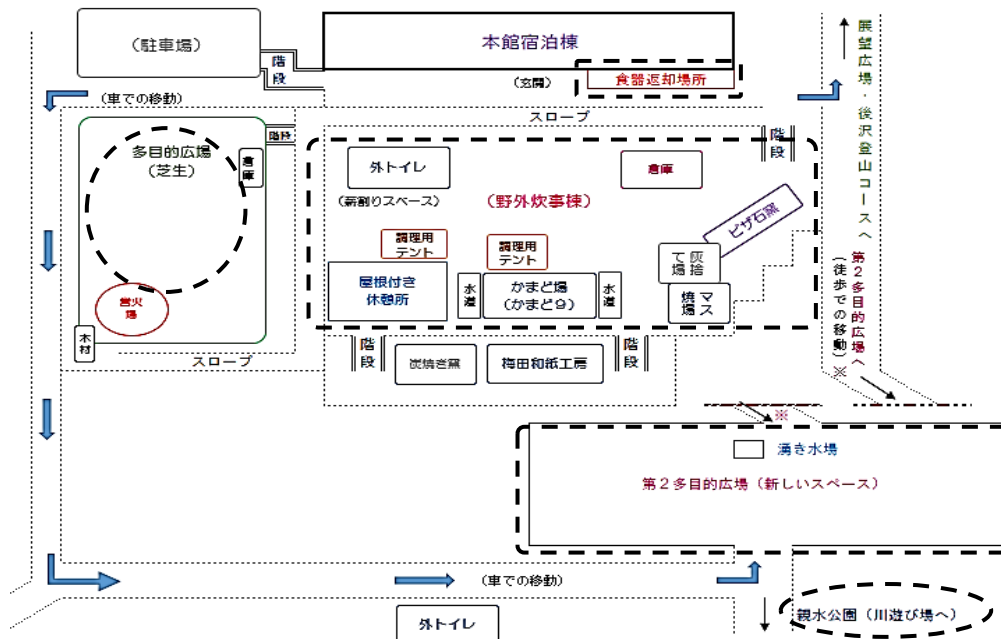 (駐車場)
階段
本館宿泊棟
(玄関)
食器返却場所
(車での移動)
スロープ
階段
展望広場・後沢登山コースへ
階段
多目的広場
(芝生)
倉庫
外トイレ
(薪割りスペース)
(野外炊事棟)
倉庫
ピザ石窯
調理用
テント
調理用
テント
灰捨
て場
屋根付き
休憩所
水道
かまど場
(かまど9)
水道
マス
焼場
第2多目的広場へ
(徒歩での移動)※
営火
場
木材
スロープ
階段
炭焼き窯
梅田和紙工房
階段
※
湧き水場
第2多目的広場(新しいスペース)
(車での移動)
親水公園(川遊び場へ)
外トイレ